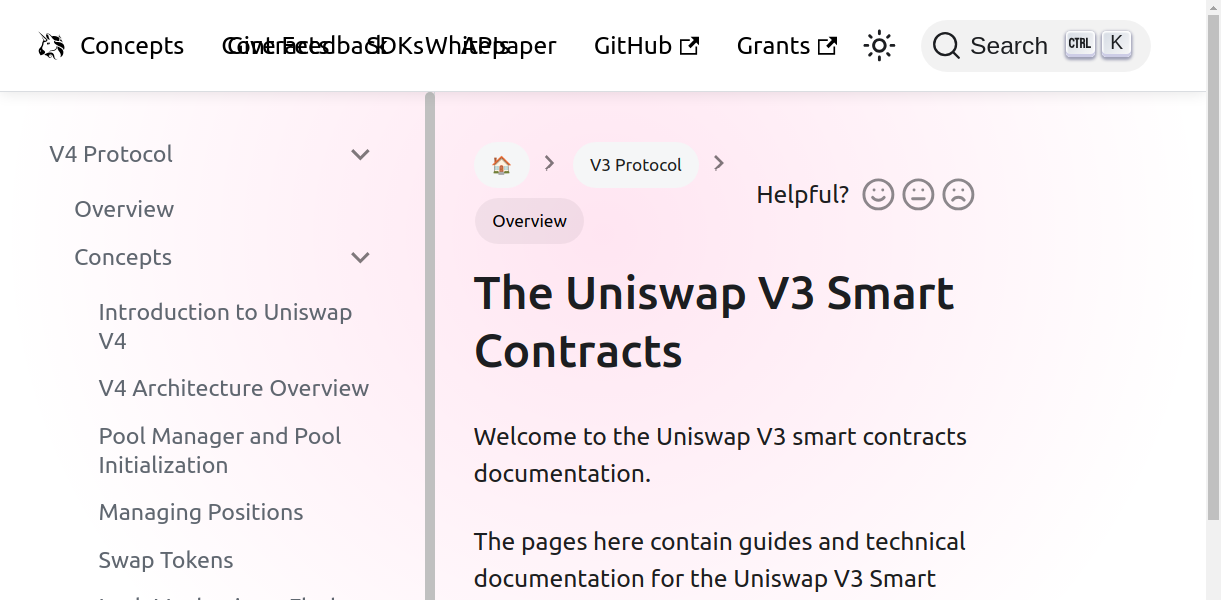 Concepts Contracts Give Feedback SDKs Whitepaper APIs GitHub Grants Search CTRL K
V4 Protocol
Overview
Concepts
Introduction to Uniswap
V4
V4 Architecture Overview
Pool Manager and Pool
Initialization
Managing Positions
Swap Tokens
V3 Protocol
Helpful?
Overview
The Uniswap V3 Smart
Contracts
Welcome to the Uniswap V3 smart contracts
documentation.
The pages here contain guides and technical
documentation for the Uniswap V3 Smart